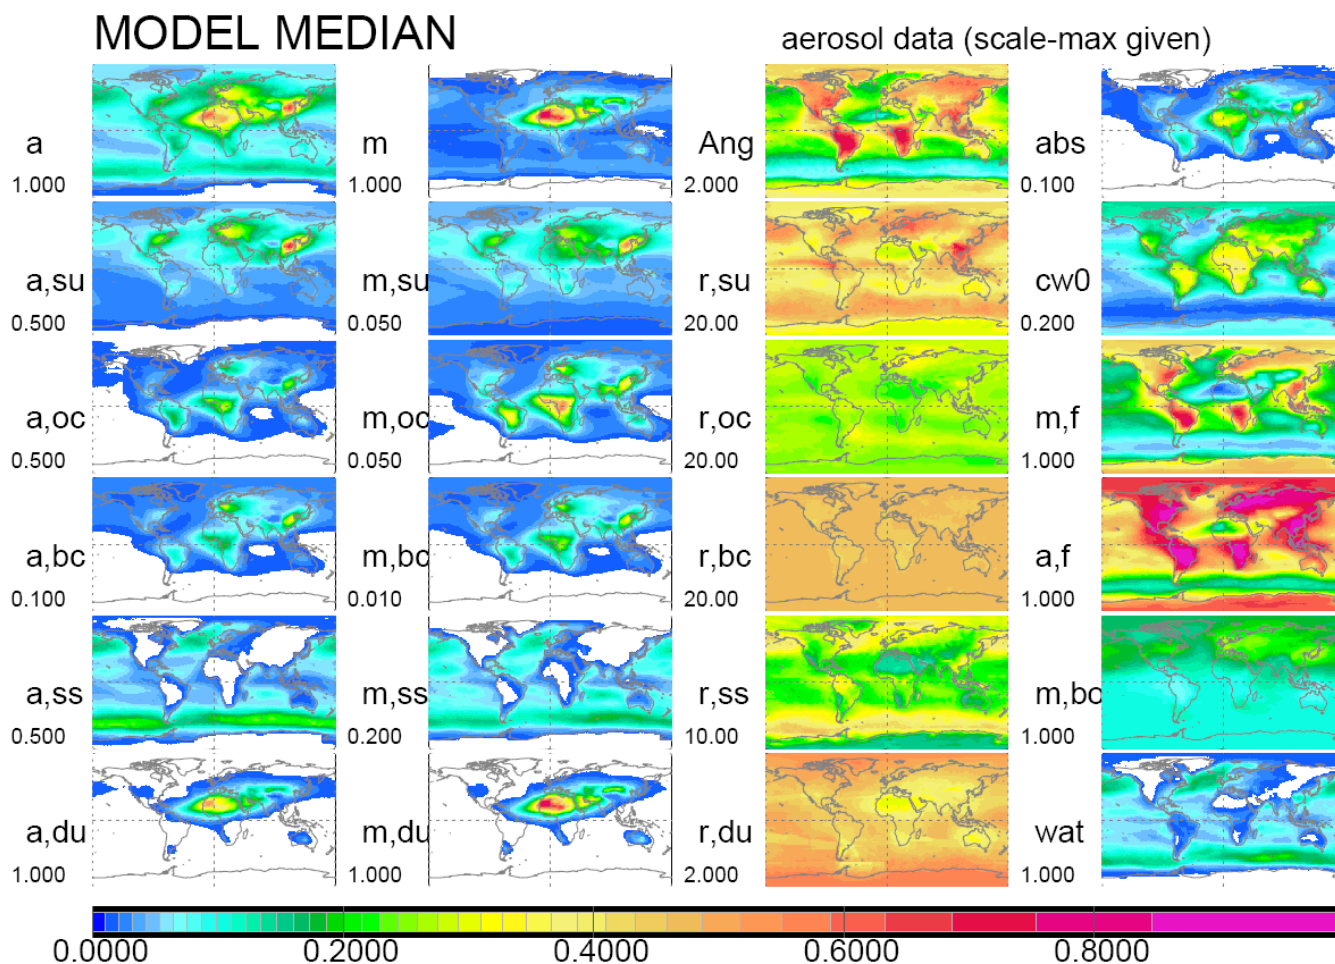 MODEL MEDIAN
aerosol data (scale-max given)
a
m
Ang
abs
1.000
1.000
2.000
0.100
a,su
m,su
r,su
cw0
0.500
0.050
20.00
0.200
a,oc
m,oc
r,oc
m,f
0.500
0.050
20.00
1.000
a,bc
m,bc
r,bc
a,f
0.100
0.010
20.00
1.000
a,ss
m,ss
r,ss
m,bc
0.500
0.200
10.00
1.000
a,du
m,du
r,du
wat
1.000
1.000
2.000
1.000
0.0000
0.2000
0.4000
0.6000
0.8000